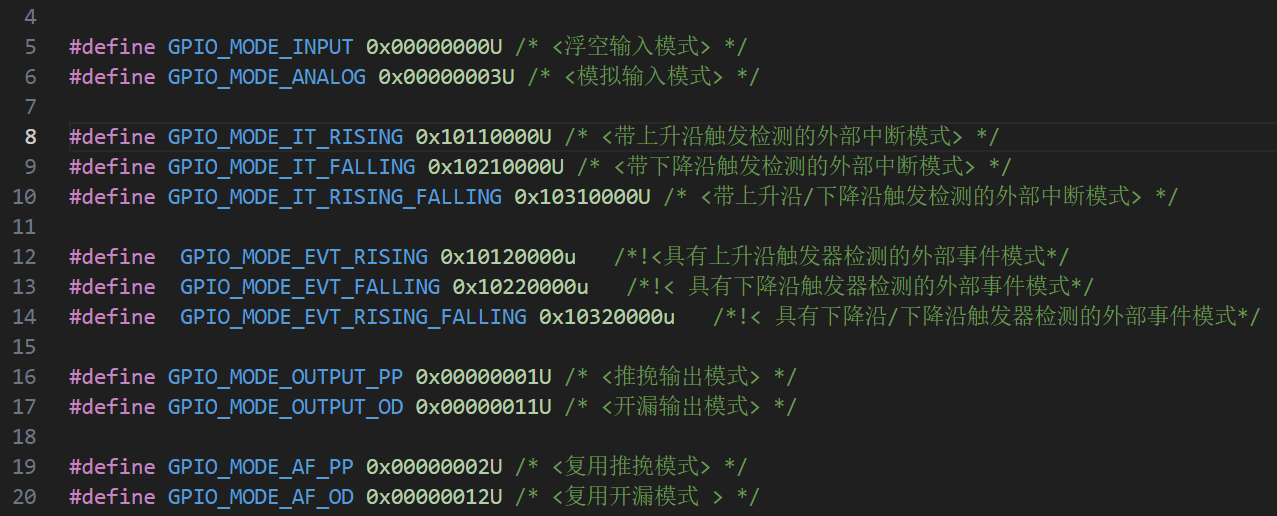 4
5 #define GPIO_MODE_INPUT 0x00000000U /* <浮空输入模式> */
6 #define GPIO_MODE_ANALOG 0x00000003U /* <模拟输入模式> */
7
8 #define GPIO_MODE_IT_RISING 0x10110000U /* <带上升沿触发检测的外部中断模式> */
9 #define GPIO_MODE_IT_FALLING 0x10210000U /* <带下降沿触发检测的外部中断模式> */
10 #define GPIO_MODE_IT_RISING_FALLING 0x10310000U /* <带上升沿/下降沿触发检测的外部中断模式> */
11
12 #define  GPIO_MODE_EVT_RISING 0x10120000u   /*!<具有上升沿触发器检测的外部事件模式*/
13 #define  GPIO_MODE_EVT_FALLING 0x10220000u   /*!< 具有下降沿触发器检测的外部事件模式*/
14 #define  GPIO_MODE_EVT_RISING_FALLING 0x10320000u   /*!< 具有下降沿/下降沿触发器检测的外部事件模式*/
15
16 #define GPIO_MODE_OUTPUT_PP 0x00000001U /* <推挽输出模式> */
17 #define GPIO_MODE_OUTPUT_OD 0x00000011U /* <开漏输出模式> */
18
19 #define GPIO_MODE_AF_PP 0x00000002U /* <复用推挽模式> */
20 #define GPIO_MODE_AF_OD 0x00000012U /* <复用开漏模式 > */